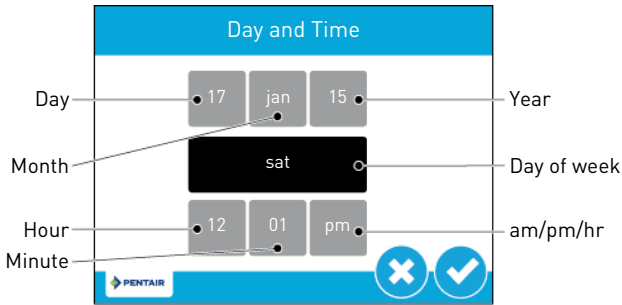 Day and Time
Day 17 jan 15 Year
Month sat Day of week
Hour 12 01 pm am/pm/hr
Minute
PENTAIR